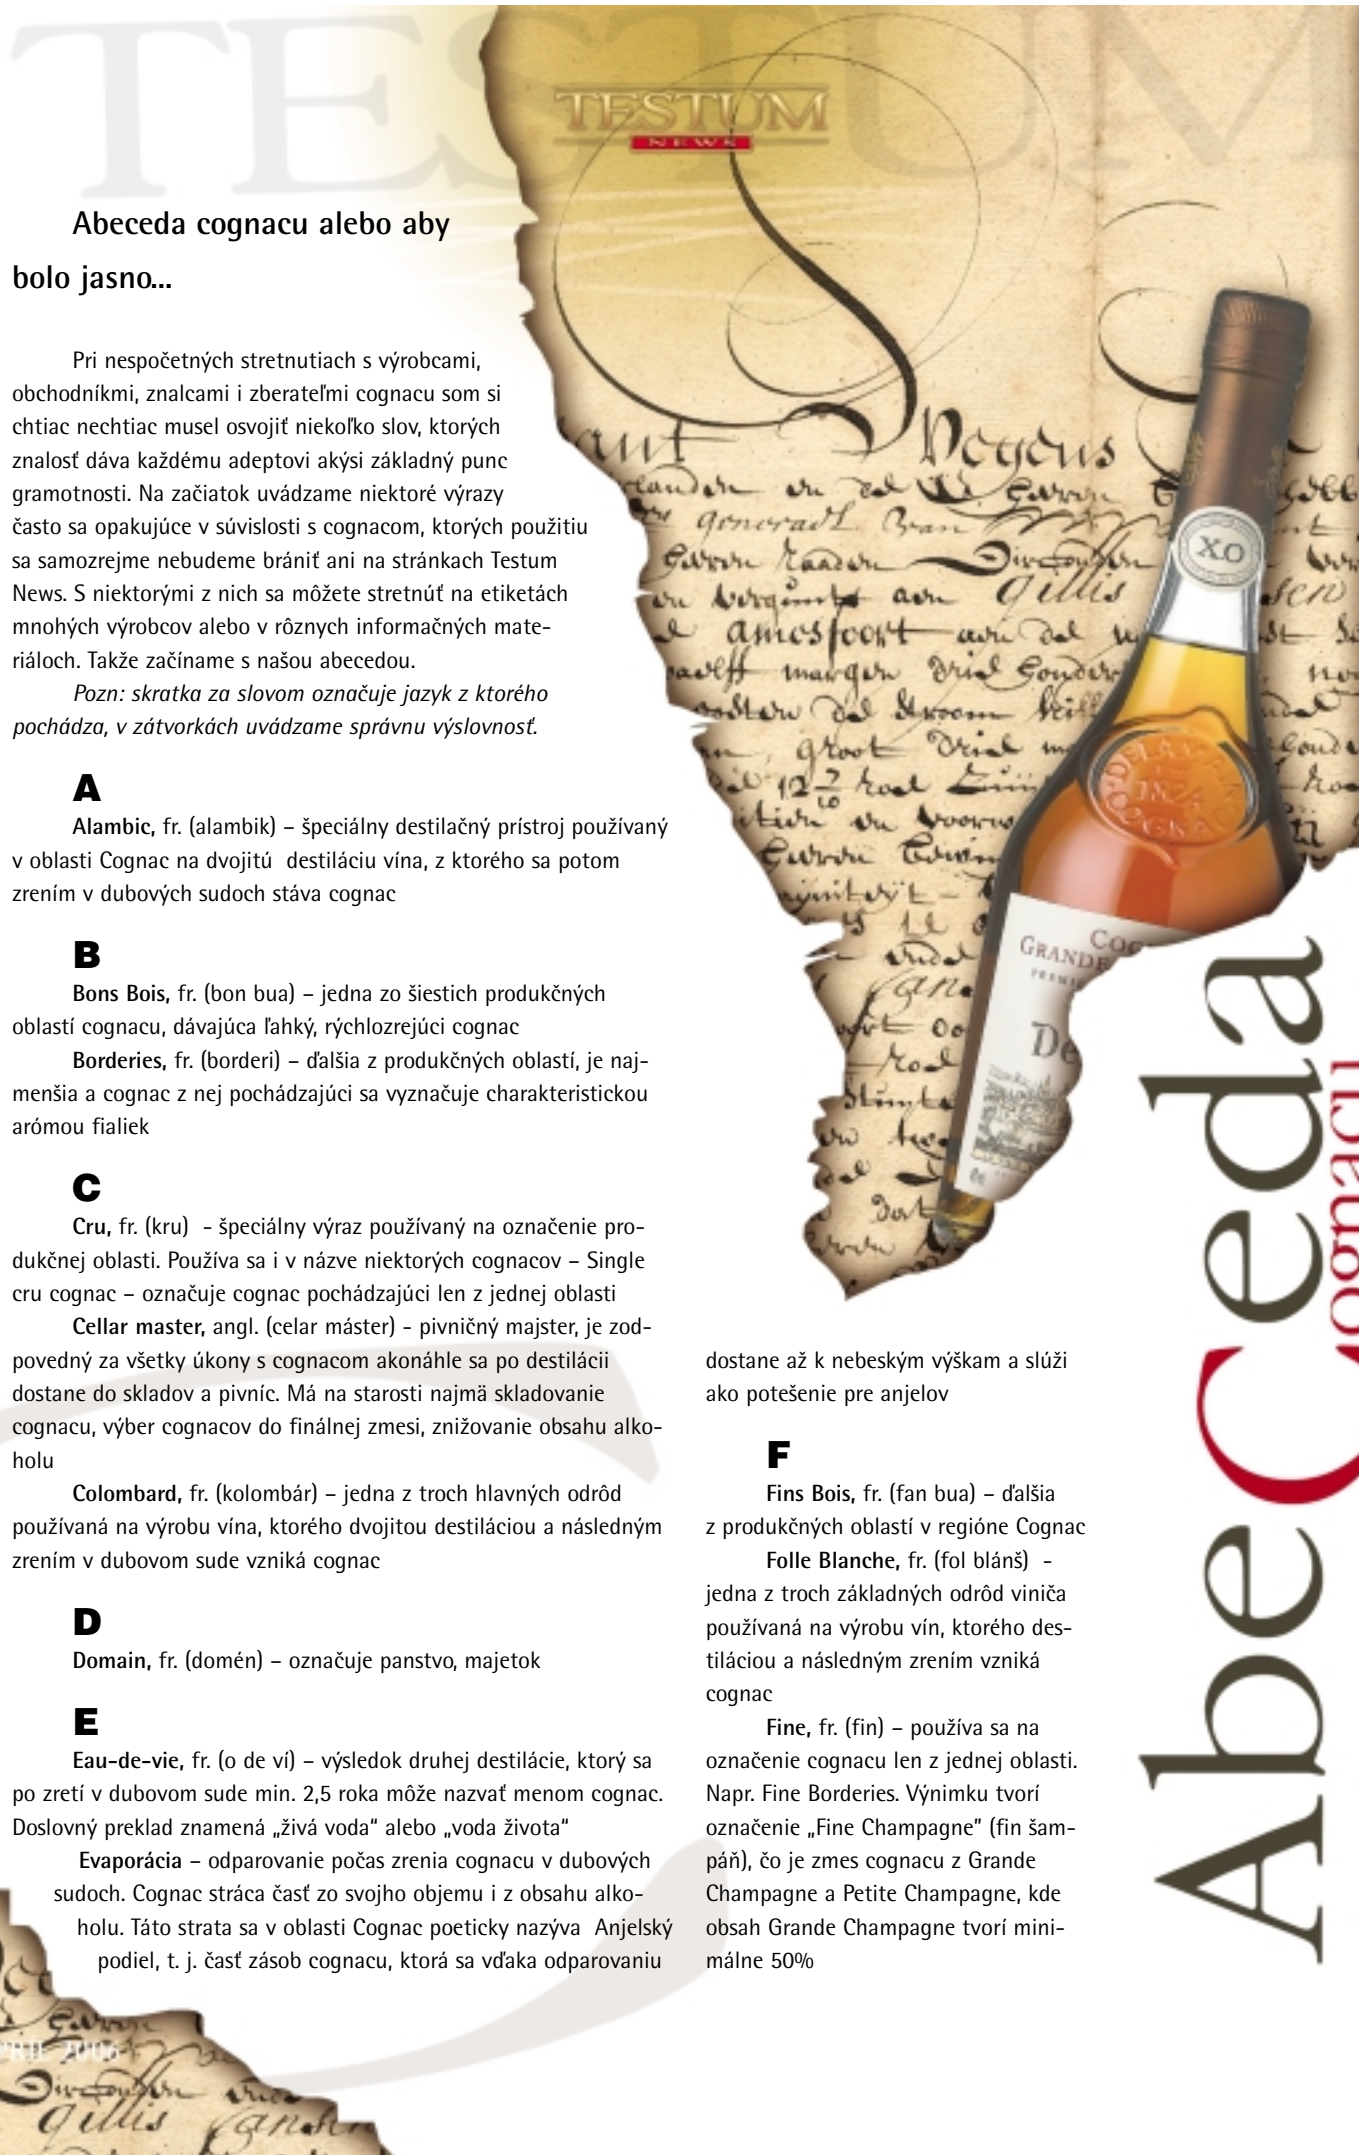 TESTUM
TESTUM
NEWS
Abeceda cognacu alebo aby
bolo jasno...
Pri nespočetných stretnutiach s výrobcami,
obchodníkmi, znalcami i zberateľmi cognacu som si
chtiac nechtiac musel osvojiť niekoľko slov, ktorých
znalosť dáva každému adeptovi akýsi základný punc
gramotnosti. Na začiatok uvádzame niektoré výrazy
často sa opakujúce v súvislosti s cognacom, ktorých použitiu
sa samozrejme nebudeme brániť ani na stránkach Testum
News. S niektorými z nich sa môžete stretnúť na etiketách
mnohých výrobcov alebo v rôznych informačných mate-
riáloch. Takže začíname s našou abecedou.
Pozn: skratka za slovom označuje jazyk z ktorého
pochádza, v zátvorkách uvádzame správnu výslovnosť.
A
Alambic, fr. (alambik) – špeciálny destilačný prístroj používaný
v oblasti Cognac na dvojitú destiláciu vína, z ktorého sa potom
zrením v dubových sudoch stáva cognac
B
Bons Bois, fr. (bon bua) – jedna zo šiestich produkčných
oblastí cognacu, dávajúca ľahký, rýchlozrejúci cognac
Borderies, fr. (borderi) – ďalšia z produkčných oblastí, je naj-
menšia a cognac z nej pochádzajúci sa vyznačuje charakteristickou
arómou fialiek
C
Cru, fr. (kru) - špeciálny výraz používaný na označenie pro-
dukčnej oblasti. Používa sa i v názve niektorých cognacov – Single
cru cognac – označuje cognac pochádzajúci len z jednej oblasti
Cellar master, angl. (celar máster) - pivničný majster, je zod-
povedný za všetky úkony s cognacom akonáhle sa po destilácii
dostane do skladov a pivníc. Má na starosti najmä skladovanie
cognacu, výber cognacov do finálnej zmesi, znižovanie obsahu alko-
holu
Colombard, fr. (kolombár) – jedna z troch hlavných odrôd
používaná na výrobu vína, ktorého dvojitou destiláciou a následným
zrením v dubovom sude vzniká cognac
D
Domain, fr. (domén) – označuje panstvo, majetok
E
Eau-de-vie, fr. (o de ví) – výsledok druhej destilácie, ktorý sa
po zretí v dubovom sude min. 2,5 roka môže nazvať menom cognac.
Doslovný preklad znamená „živá voda“ alebo „voda života“
Evaporácia – odparovanie počas zrenia cognacu v dubových
sudoch. Cognac stráca časť zo svojho objemu i z obsahu alko-
holu. Táto strata sa v oblasti Cognac poeticky nazýva Anjelský
podiel, t. j. časť zásob cognacu, ktorá sa vďaka odparovaniu
dostane až k nebeským výškam a slúži
ako potešenie pre anjelov
F
Fins Bois, fr. (fan bua) – ďalšia
z produkčných oblastí v regióne Cognac
Folle Blanche, fr. (fol blánš) -
jedna z troch základných odrôd viniča
používaná na výrobu vín, ktorého des-
tiláciou a následným zrením vzniká
cognac
Fine, fr. (fin) – používa sa na
označenie cognacu len z jednej oblasti.
Napr. Fine Borderies. Výnimku tvorí
označenie „Fine Champagne” (fin šam-
páň), čo je zmes cognacu z Grande
Champagne a Petite Champagne, kde
obsah Grande Champagne tvorí mini-
málne 50%
XO
1824
GRANDE
De
AbeCeda
ognacu
PRÍL 2006
gillis